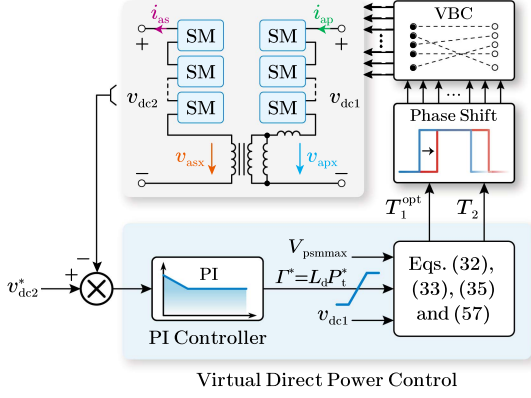 i_as
i_ap
VBC
SM SM
+ +
SM SM
v_dc2 v_dc1
SM SM
...
Phase Shift
v_asx v_apx
− −
T_1^opt T_2
V_psmmax
Eqs. (32),
(33), (35)
and (57)
PI
Γ*=L_d P_t*
v_dc1
−
+
v*_dc2
PI Controller
Virtual Direct Power Control